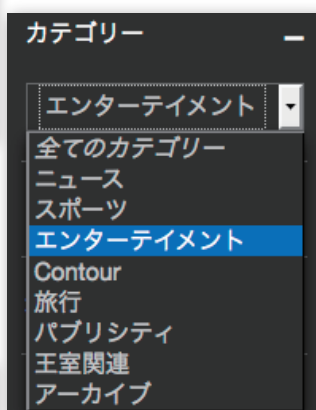 カテゴリー
エンターテイメント
全てのカテゴリー
ニュース
スポーツ
エンターテイメント
Contour
旅行
パブリシティ
王室関連
アーカイブ